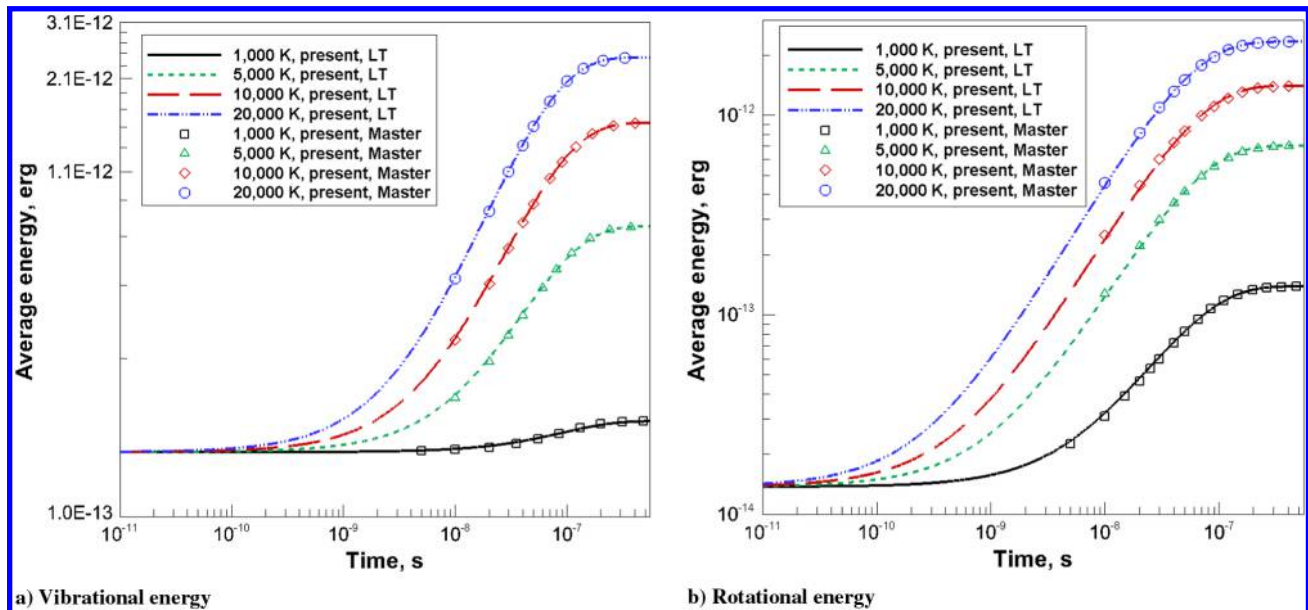 3.1E-12
2.1E-12
1.1E-12
1.0E-13
Average energy, erg
1,000 K, present, LT
5,000 K, present, LT
10,000 K, present, LT
20,000 K, present, LT
1,000 K, present, Master
5,000 K, present, Master
10,000 K, present, Master
20,000 K, present, Master
10⁻¹¹ 10⁻¹⁰ 10⁻⁹ 10⁻⁸ 10⁻⁷
Time, s
a) Vibrational energy
10⁻¹²
10⁻¹³
10⁻¹⁴
Average energy, erg
1,000 K, present, LT
5,000 K, present, LT
10,000 K, present, LT
20,000 K, present, LT
1,000 K, present, Master
5,000 K, present, Master
10,000 K, present, Master
20,000 K, present, Master
10⁻¹¹ 10⁻¹⁰ 10⁻⁹ 10⁻⁸ 10⁻⁷
Time, s
b) Rotational energy